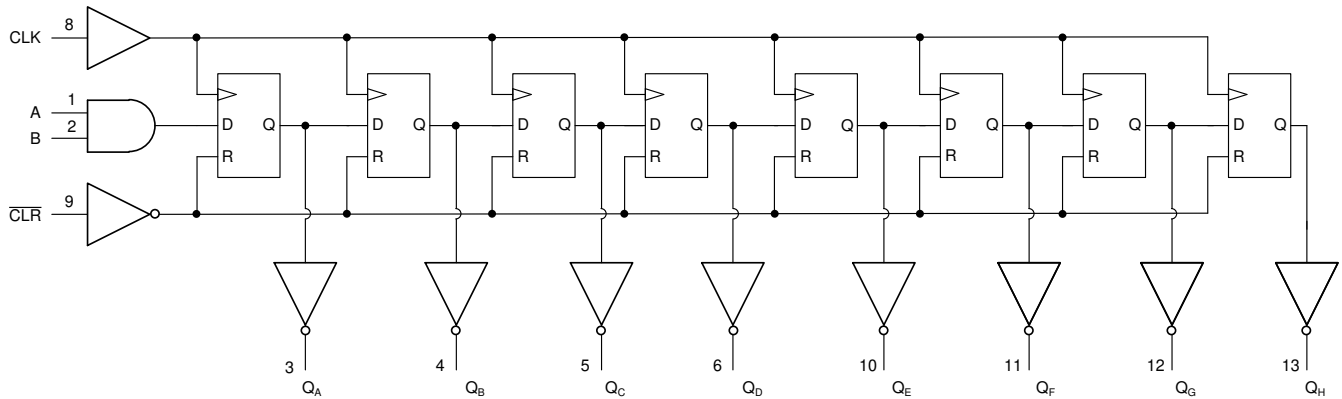 CLK 8
A 1
B 2
CLR 9
D Q R
D Q R
D Q R
D Q R
D Q R
D Q R
D Q R
D Q R
3 4 5 6 10 11 12 13
QA QB QC QD QE QF QG QH